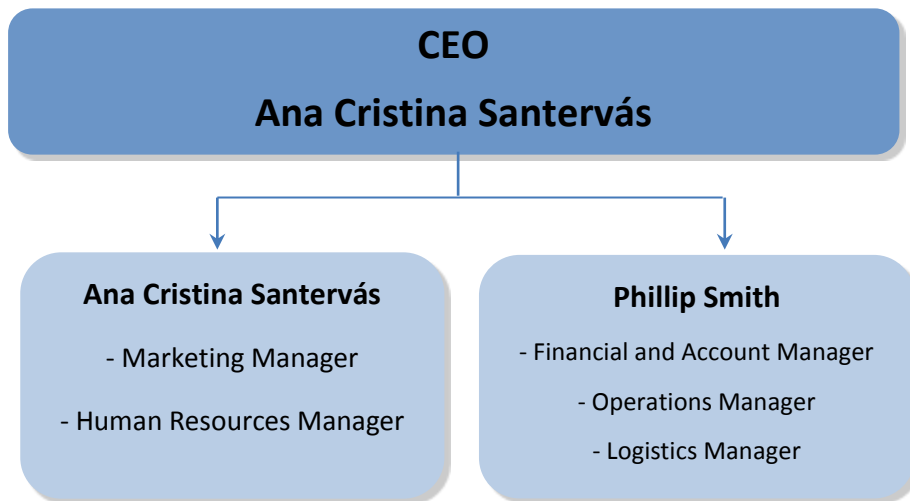 CEO
Ana Cristina Santervás
Ana Cristina Santervás
- Marketing Manager
- Human Resources Manager
Phillip Smith
- Financial and Account Manager
- Operations Manager
- Logistics Manager